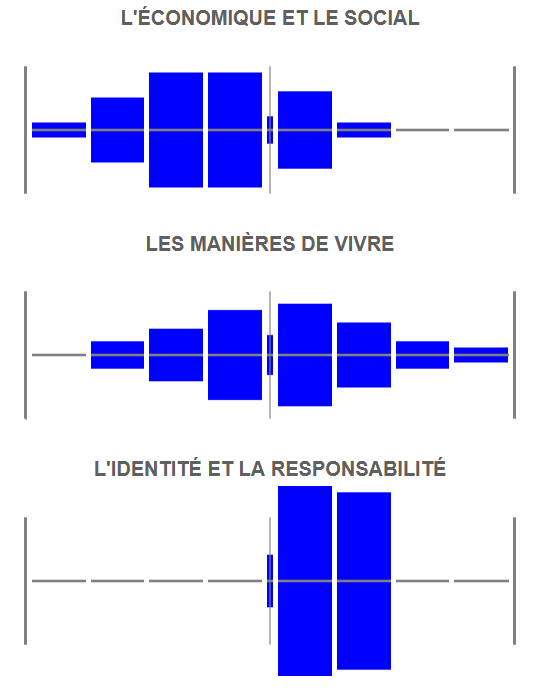 L'ÉCONOMIQUE ET LE SOCIAL
LES MANIÈRES DE VIVRE
L'IDENTITÉ ET LA RESPONSABILITÉ